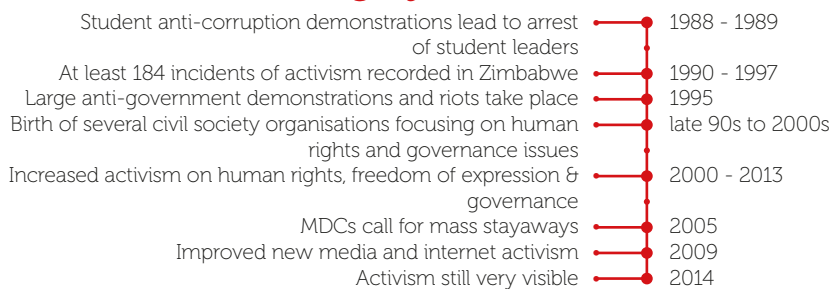 Student anti-corruption demonstrations lead to arrest 1988 - 1989
of student leaders
At least 184 incidents of activism recorded in Zimbabwe 1990 - 1997
Large anti-government demonstrations and riots take place 1995
Birth of several civil society organisations focusing on human late 90s to 2000s
rights and governance issues
Increased activism on human rights, freedom of expression & 2000 - 2013
governance
MDCs call for mass stayaways 2005
Improved new media and internet activism 2009
Activism still very visible 2014